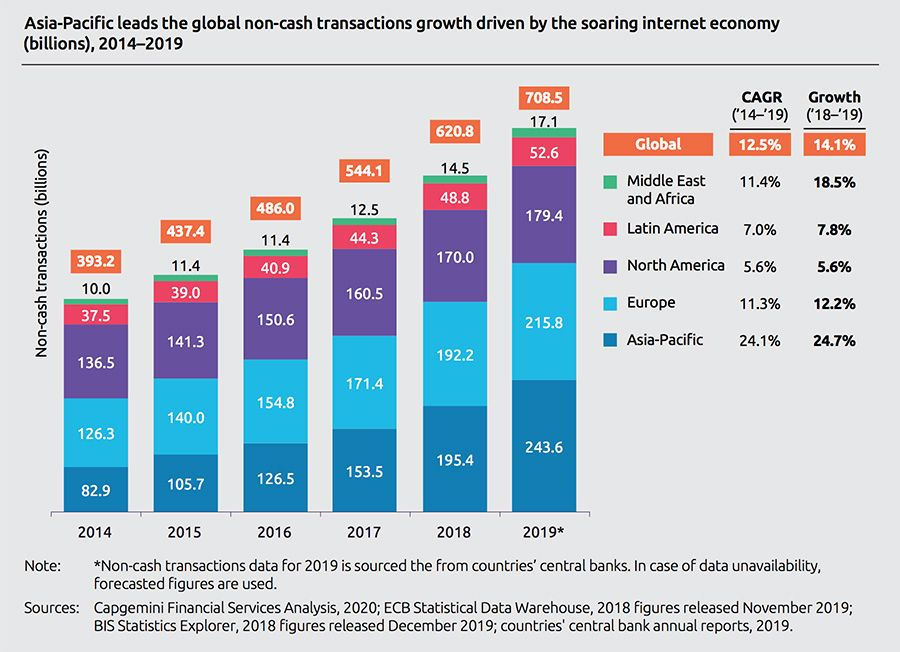 Asia-Pacific leads the global non-cash transactions growth driven by the soaring internet economy
(billions), 2014–2019
Non-cash transactions (billions)
393.2
10.0
37.5
136.5
126.3
82.9
2014
437.4
11.4
39.0
141.3
140.0
105.7
2015
486.0
11.4
40.9
150.6
154.8
126.5
2016
544.1
12.5
44.3
160.5
171.4
153.5
2017
620.8
14.5
48.8
170.0
192.2
195.4
2018
708.5
17.1
52.6
179.4
215.8
243.6
2019*
CAGR Growth
(’14–’19) (’18–’19)
Global 12.5% 14.1%
Middle East 11.4% 18.5%
and Africa
Latin America 7.0% 7.8%
North America 5.6% 5.6%
Europe 11.3% 12.2%
Asia-Pacific 24.1% 24.7%
Note: *Non-cash transactions data for 2019 is sourced the from countries’ central banks. In case of data unavailability,
forecasted figures are used.
Sources: Capgemini Financial Services Analysis, 2020; ECB Statistical Data Warehouse, 2018 figures released November 2019;
BIS Statistics Explorer, 2018 figures released December 2019; countries' central bank annual reports, 2019.